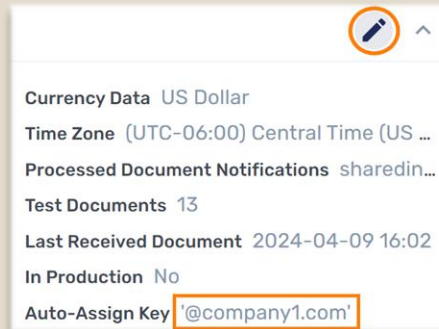 Currency Data US Dollar
Time Zone (UTC-06:00) Central Time (US ...
Processed Document Notifications sharedin...
Test Documents 13
Last Received Document 2024-04-09 16:02
In Production No
Auto-Assign Key '@company1.com'